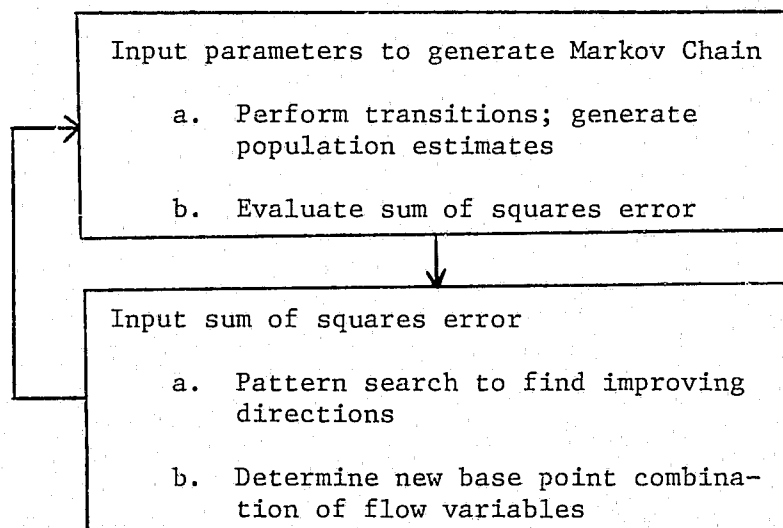 Input parameters to generate Markov Chain
a. Perform transitions; generate
population estimates
b. Evaluate sum of squares error
Input sum of squares error
a. Pattern search to find improving
directions
b. Determine new base point combina-
tion of flow variables